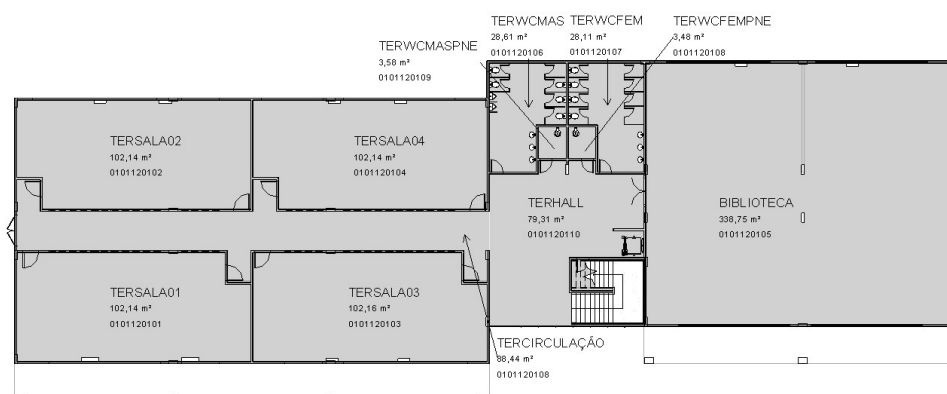 TERWCMAS
28,61 m²
0101120106
TERWCFEM
28,11 m²
0101120107
TERWCFEMPNE
3,48 m²
0101120108
TERWCMASPNE
3,58 m²
0101120109
TERSALA02
102,14 m²
0101120102
TERSALA04
102,14 m²
0101120104
TERHALL
79,31 m²
0101120110
BIBLIOTECA
338,75 m²
0101120105
TERSALA01
102,14 m²
0101120101
TERSALA03
102,16 m²
0101120103
TERCIRCULAÇÃO
88,44 m²
0101120108